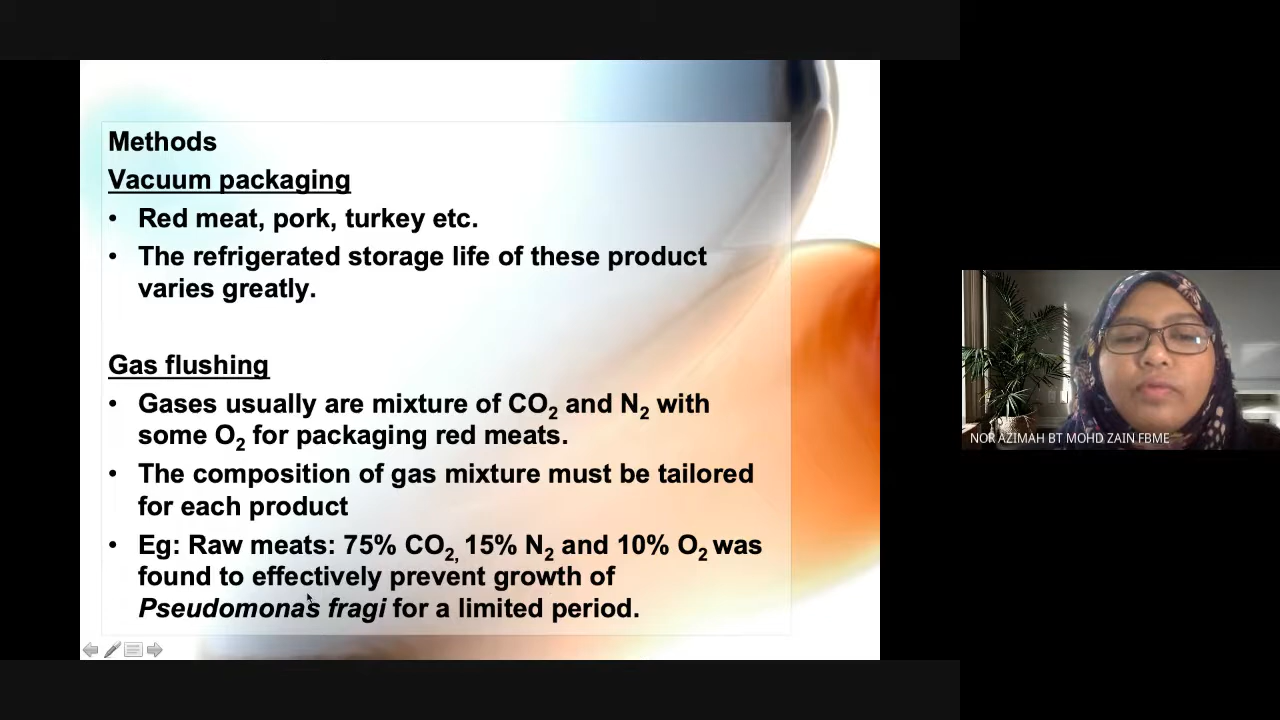 Methods
Vacuum packaging
• Red meat, pork, turkey etc.
• The refrigerated storage life of these product
varies greatly.
Gas flushing
• Gases usually are mixture of CO₂ and N₂ with
some O₂ for packaging red meats.
• The composition of gas mixture must be tailored
for each product
• Eg: Raw meats: 75% CO₂, 15% N₂ and 10% O₂ was
found to effectively prevent growth of
Pseudomonas fragi for a limited period.
NOR AZIMAH BT MOHD ZAIN FBME